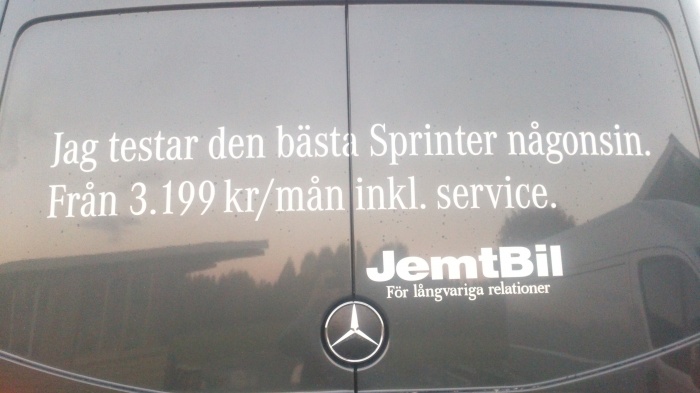 Jag testar den bästa Sprinter någonsin.
Från 3.199 kr/mån inkl. service.
JemtBil
För långvariga relationer